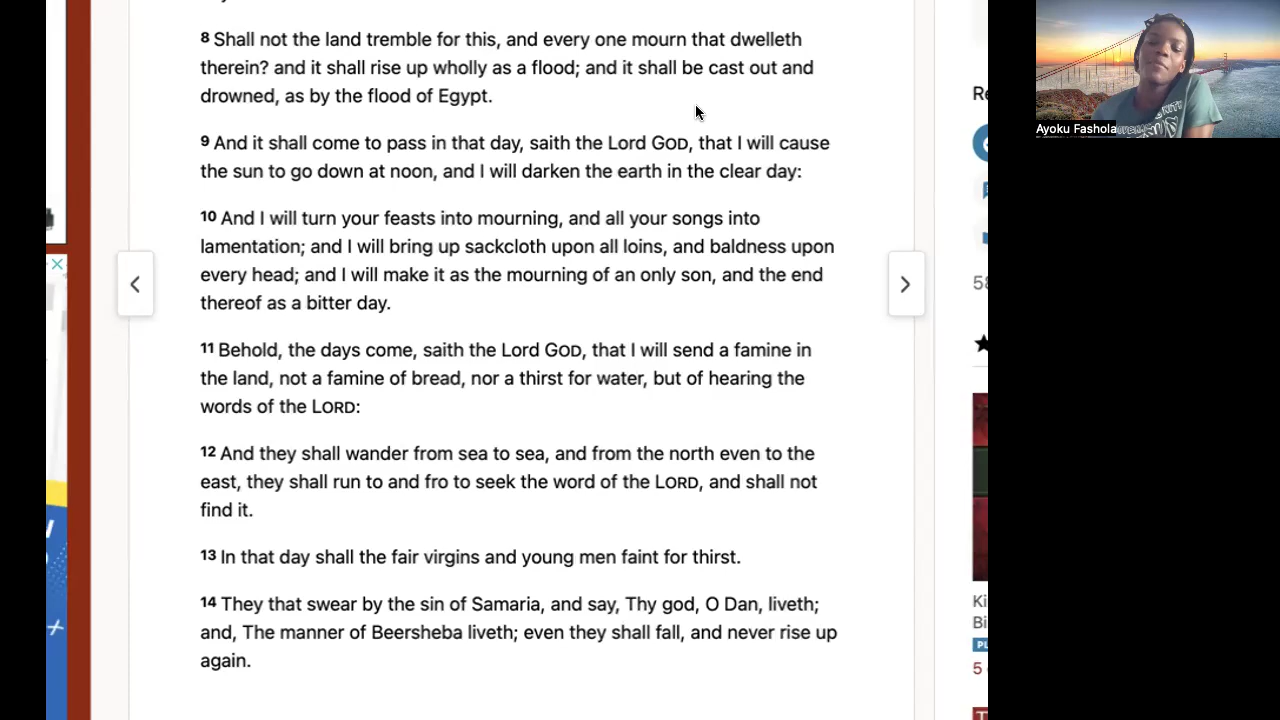 8 Shall not the land tremble for this, and every one mourn that dwelleth
therein? and it shall rise up wholly as a flood; and it shall be cast out and
drowned, as by the flood of Egypt.
9 And it shall come to pass in that day, saith the Lord GOD, that I will cause
the sun to go down at noon, and I will darken the earth in the clear day:
10 And I will turn your feasts into mourning, and all your songs into
lamentation; and I will bring up sackcloth upon all loins, and baldness upon
every head; and I will make it as the mourning of an only son, and the end
thereof as a bitter day.
11 Behold, the days come, saith the Lord GOD, that I will send a famine in
the land, not a famine of bread, nor a thirst for water, but of hearing the
words of the LORD:
12 And they shall wander from sea to sea, and from the north even to the
east, they shall run to and fro to seek the word of the LORD, and shall not
find it.
13 In that day shall the fair virgins and young men faint for thirst.
14 They that swear by the sin of Samaria, and say, Thy god, O Dan, liveth;
and, The manner of Beersheba liveth; even they shall fall, and never rise up
again.
Ayoku Fashola